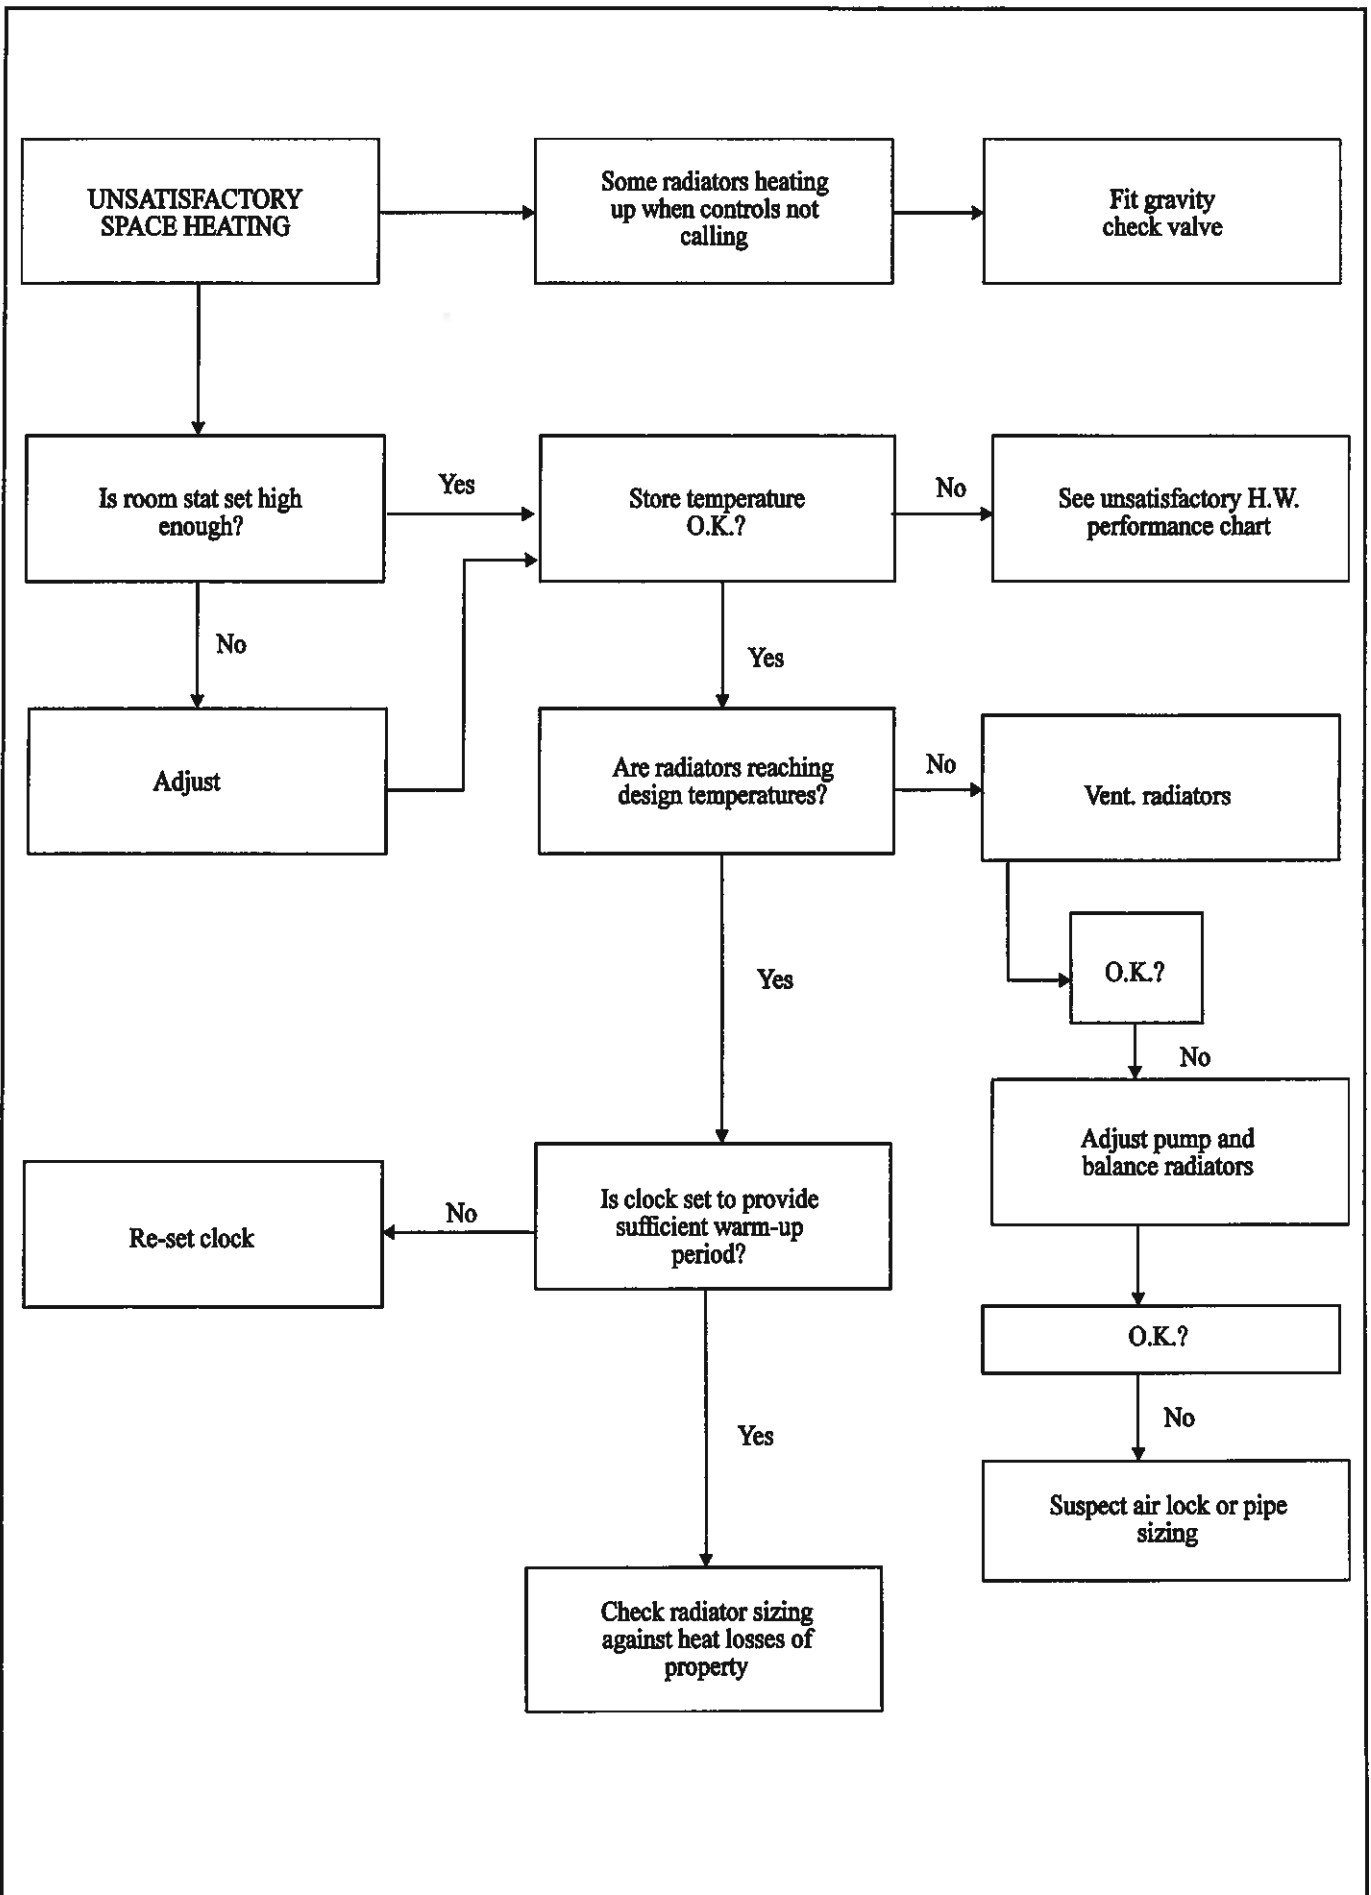 UNSATISFACTORY
SPACE HEATING
Some radiators heating
up when controls not
calling
Fit gravity
check valve
Is room stat set high
enough?
Yes
Store temperature
O.K.?
No
See unsatisfactory H.W.
performance chart
No
Yes
Adjust
Are radiators reaching
design temperatures?
No
Vent. radiators
Yes
O.K.?
No
Adjust pump and
balance radiators
Re-set clock
No
Is clock set to provide
sufficient warm-up
period?
O.K.?
Yes
No
Suspect air lock or pipe
sizing
Check radiator sizing
against heat losses of
property